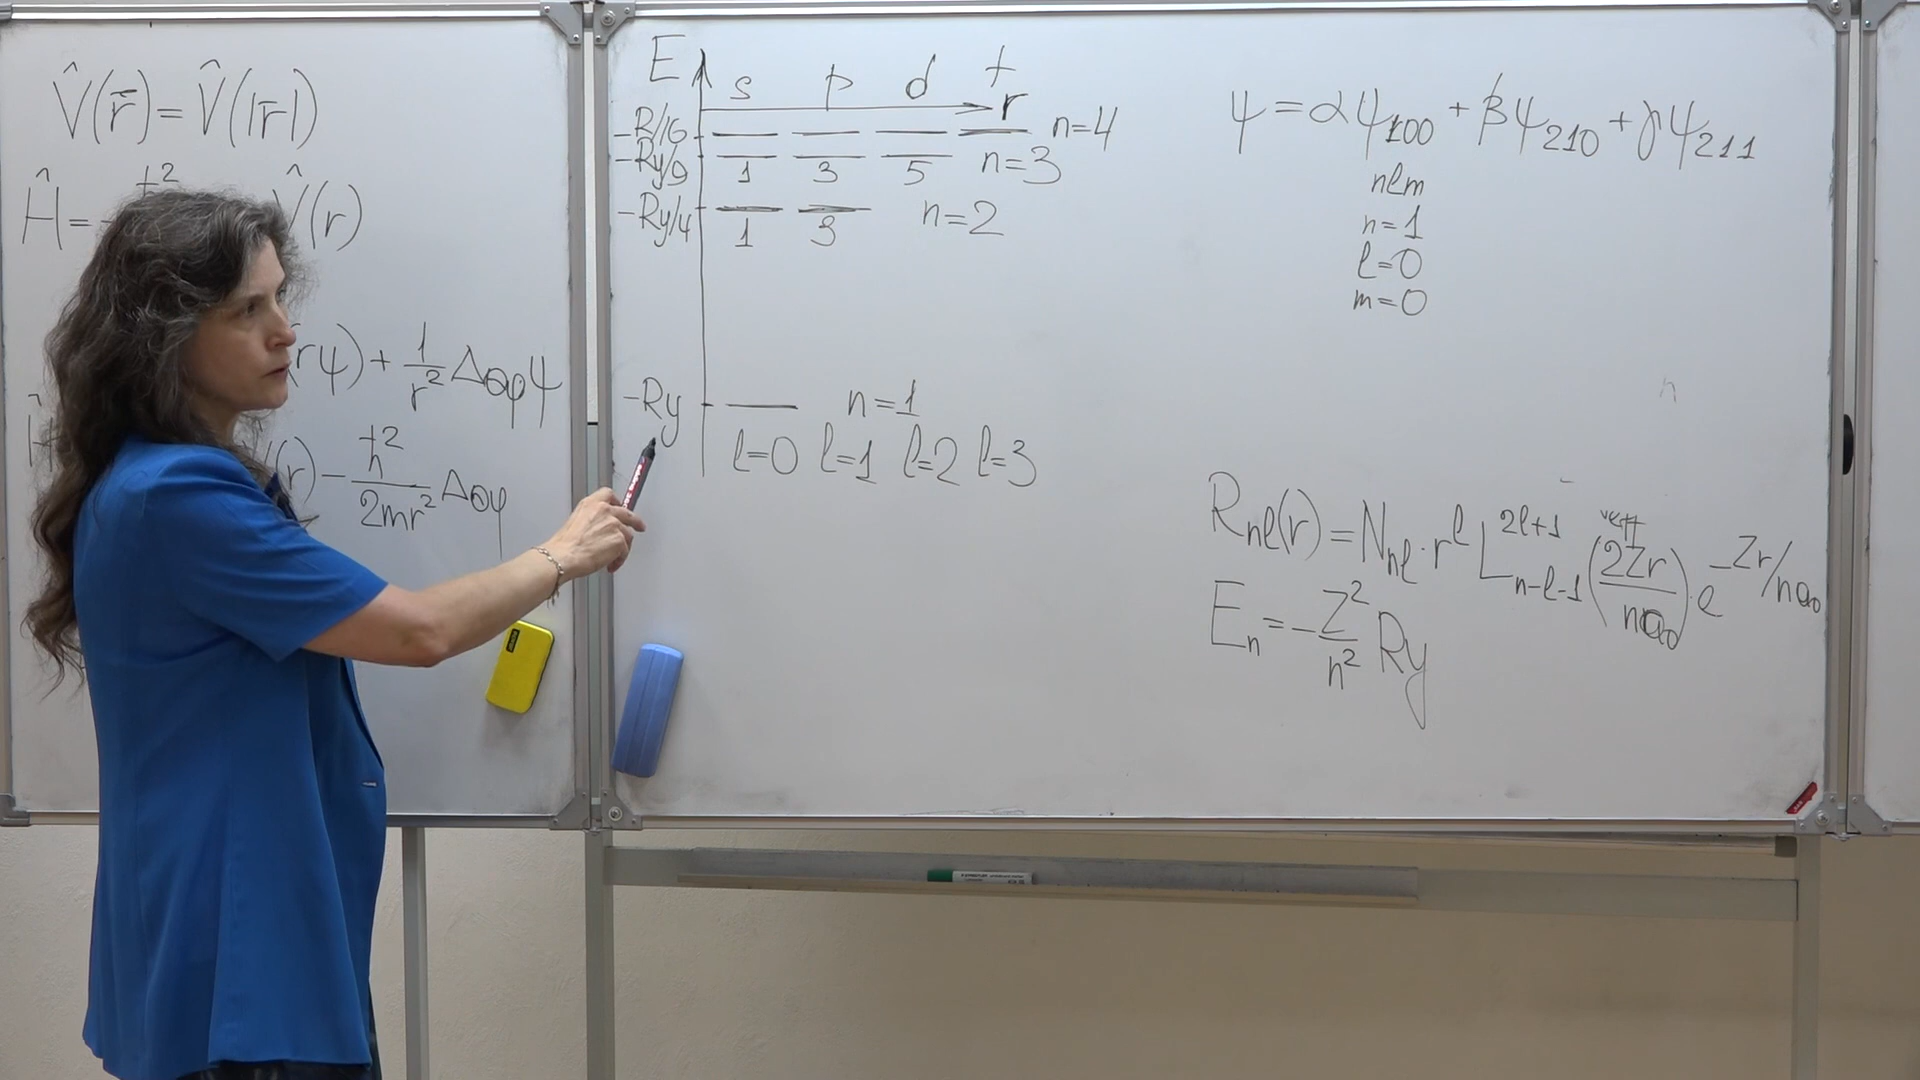 V̂(r̄) = V̂(|r̄|)
Ĥ = - ħ² V̂(r)
rψ) + 1/r² Δθφψ
(r) - ħ²/2mr² Δθφ
E
s p d f
r
-R/16 n=4
-Ry/9 n=3
1 3 5
-Ry/4 n=2
1 3
-Ry n=1
l=0 l=1 l=2 l=3
ψ = αψ100 + βψ210 + γψ211
nlm
n=1
l=0
m=0
n
Rnl(r) = Nnl · r^l L^{2l+1}_{n-l-1} (2Zr/na₀) · e^{-Zr/na₀}
En = - Z²/n² Ry